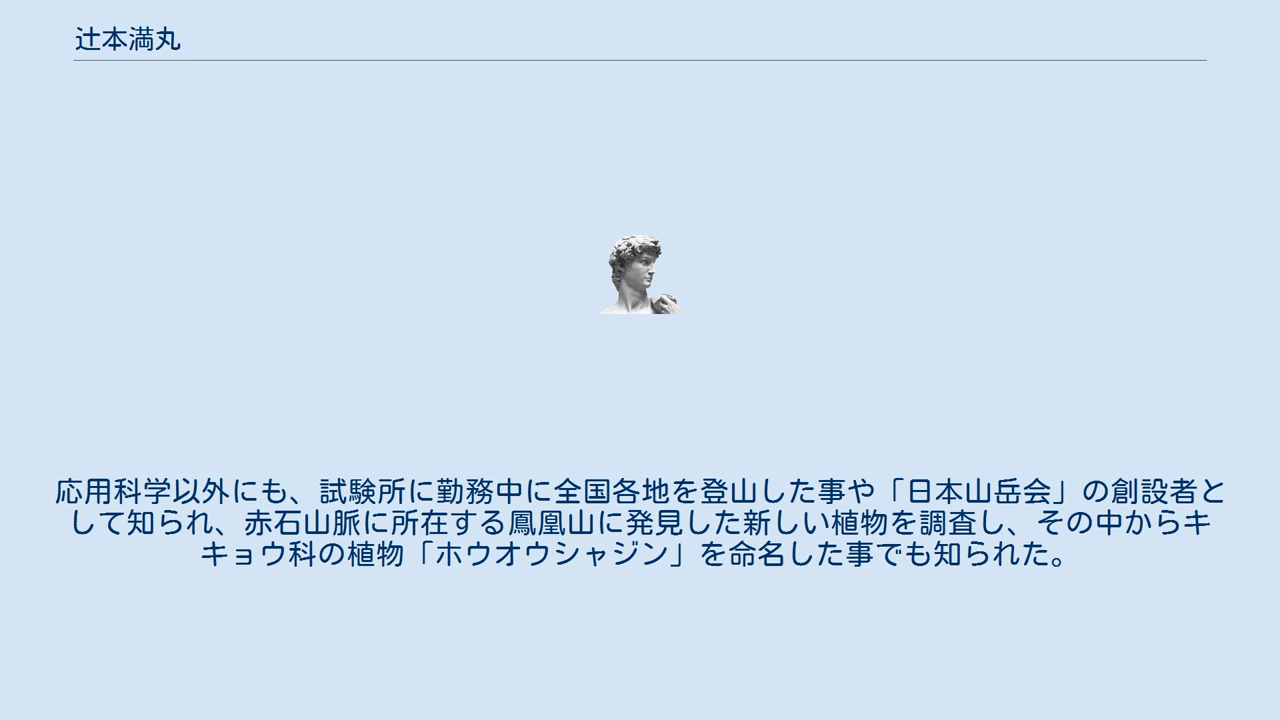 辻本満丸
応用科学以外にも、試験所に勤務中に全国各地を登山した事や「日本山岳会」の創設者と
して知られ、赤石山脈に所在する鳳凰山に発見した新しい植物を調査し、その中からキ
キョウ科の植物「ホウオウシャジン」を命名した事でも知られた。